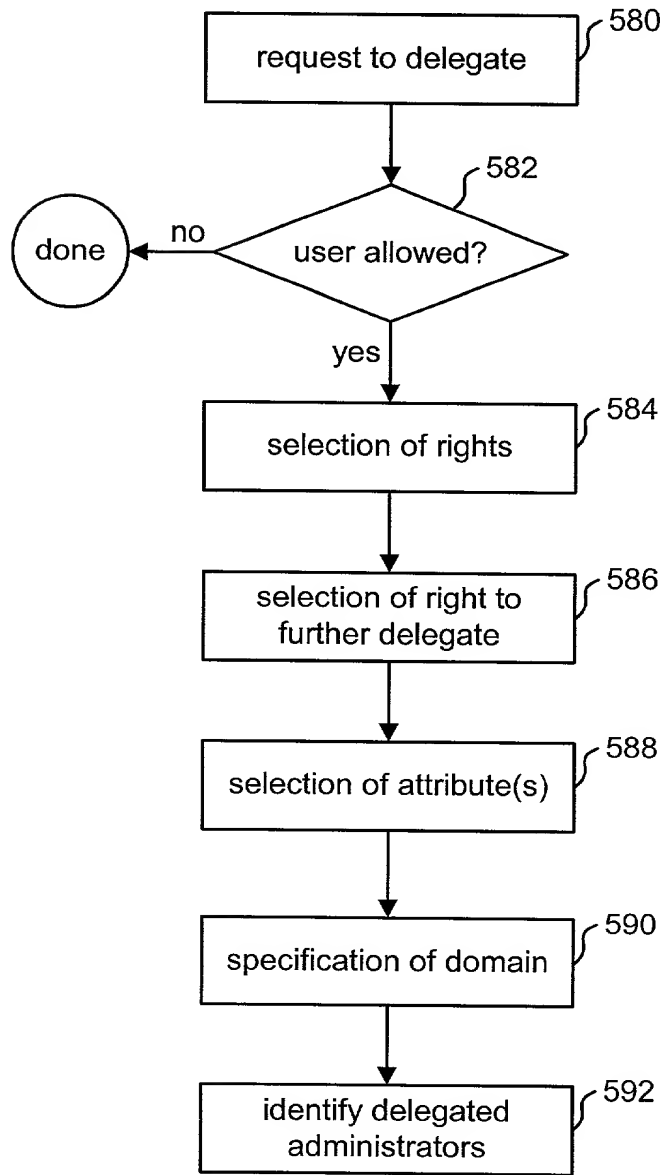 request to delegate
580
582
user allowed?
no
done
yes
selection of rights
584
selection of right to
further delegate
586
selection of attribute(s)
588
specification of domain
590
identify delegated
administrators
592